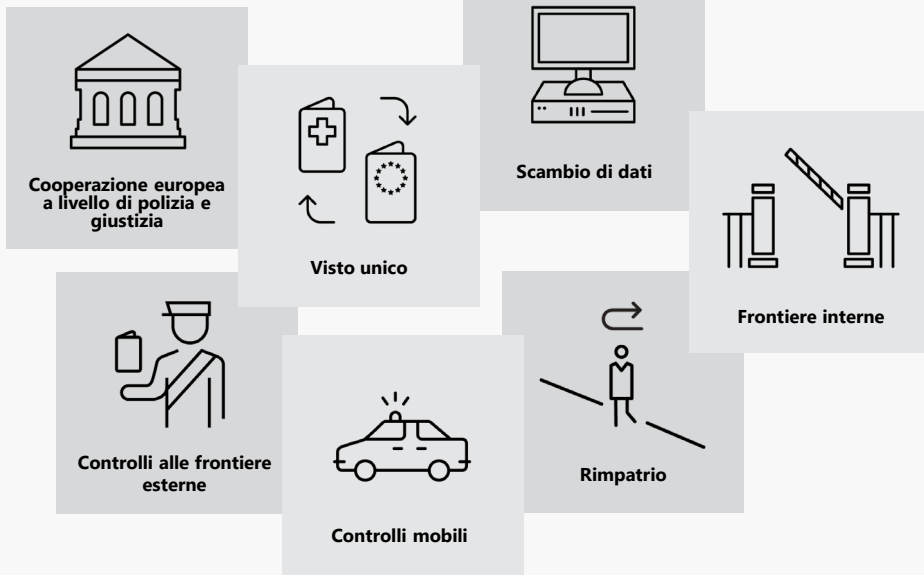 Cooperazione europea
a livello di polizia e
giustizia
Visto unico
Scambio di dati
Frontiere interne
Controlli alle frontiere
esterne
Controlli mobili
Rimpatrio